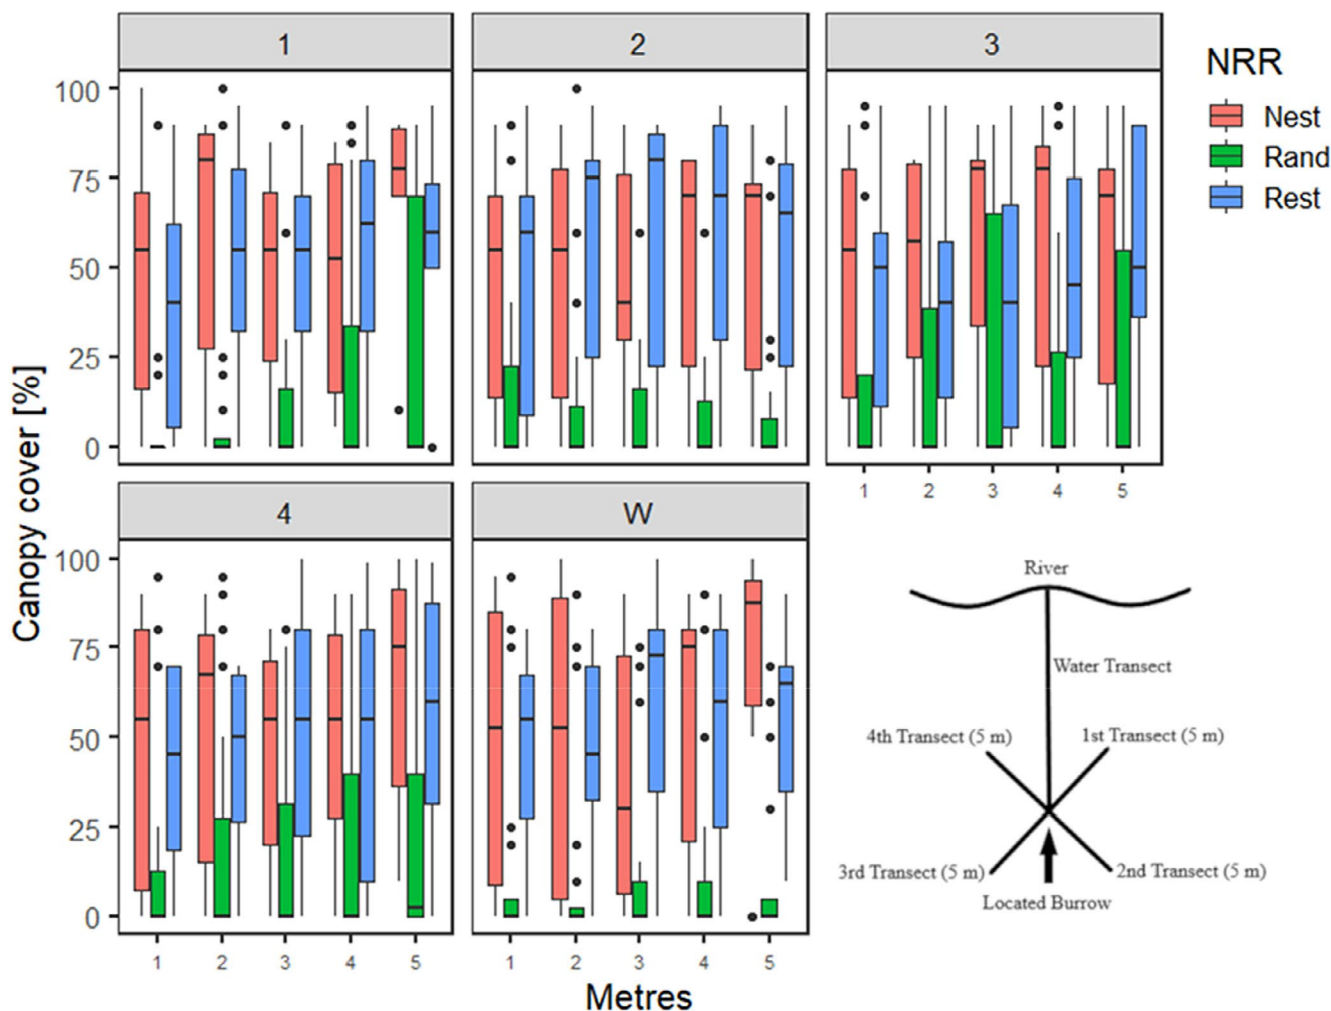 1
2
3
NRR
Nest
Rand
Rest
100
75
50
25
0
1 2 3 4 5
4
W
100
75
50
25
0
1 2 3 4 5
1 2 3 4 5
Canopy cover [%]
Metres
River
Water Transect
4th Transect (5 m)
1st Transect (5 m)
3rd Transect (5 m)
2nd Transect (5 m)
Located Burrow